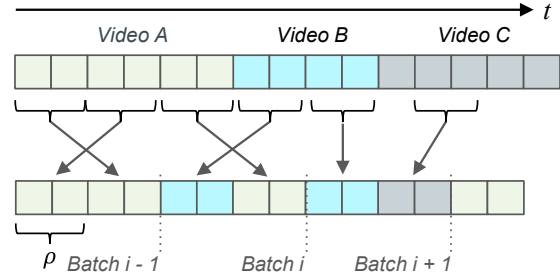 t
Video A Video B Video C
ρ
Batch i - 1 Batch i Batch i + 1